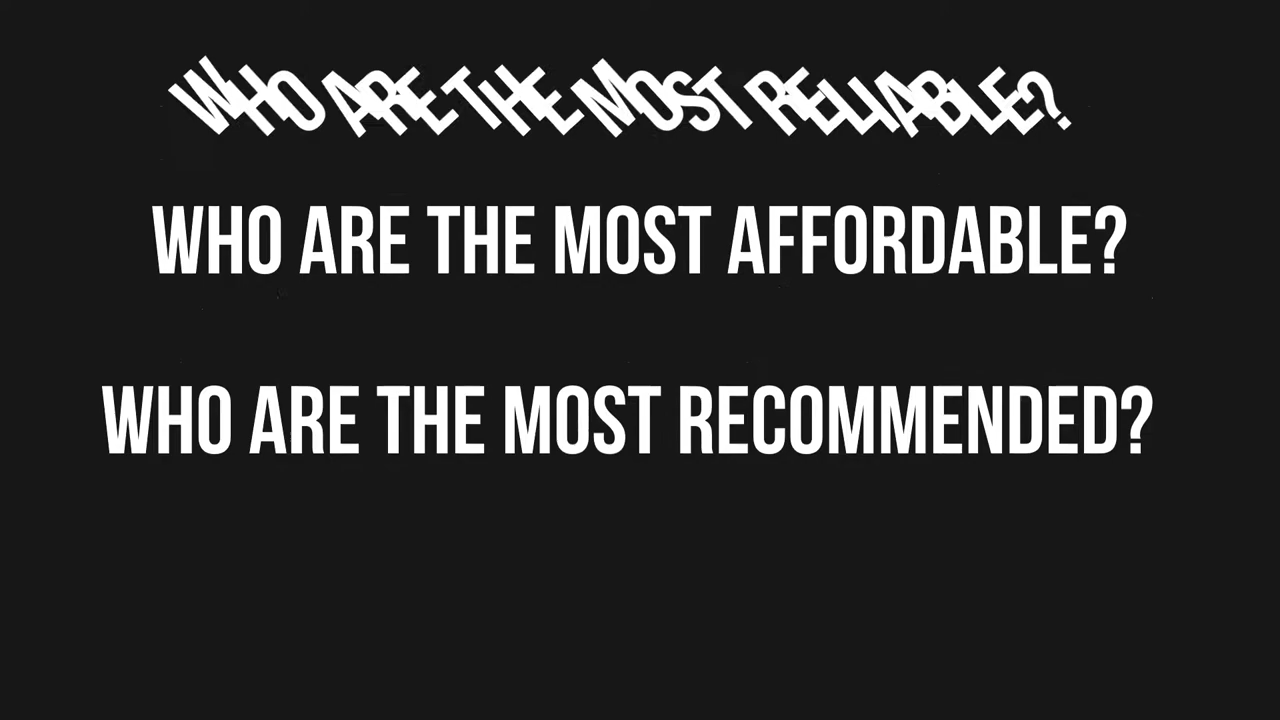 WHO ARE THE MOST RELIABLE?
WHO ARE THE MOST AFFORDABLE?
WHO ARE THE MOST RECOMMENDED?